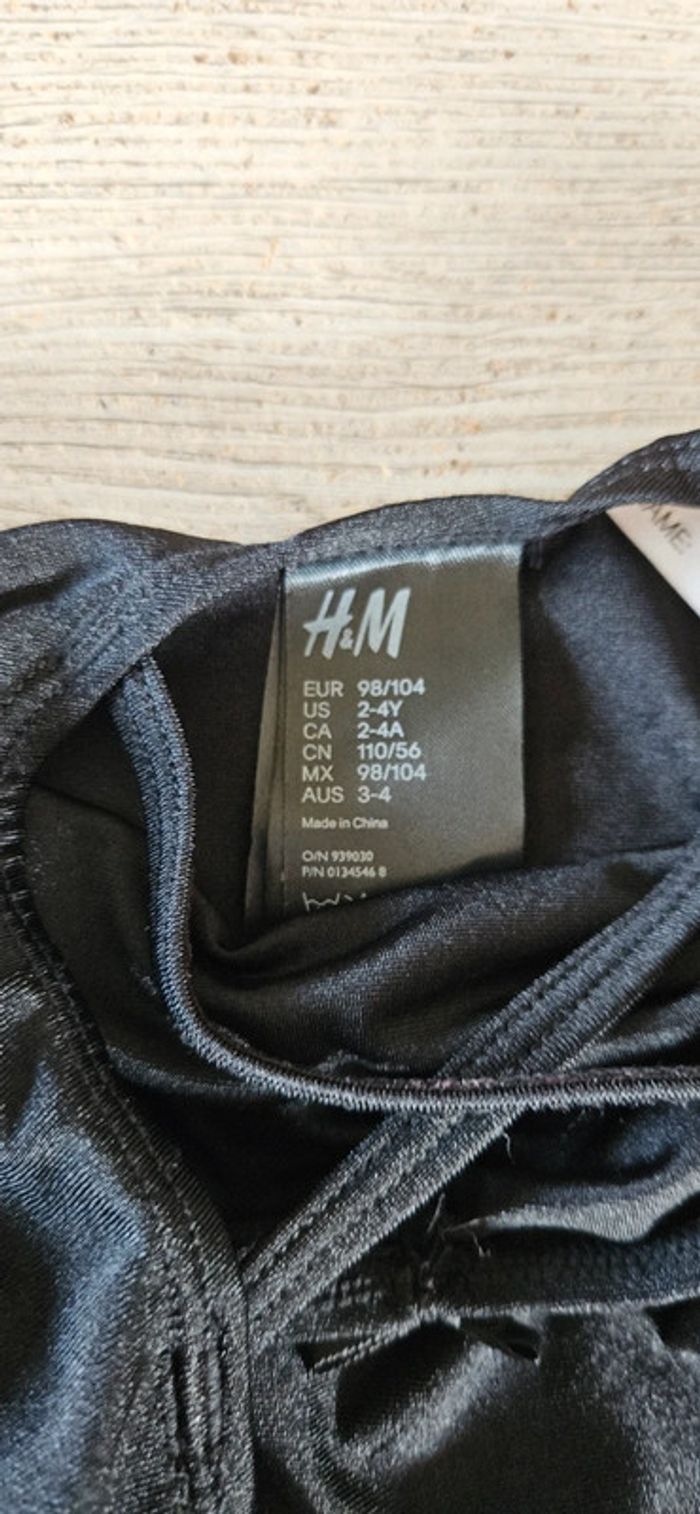 H&M
EUR 98/104
US 2-4Y
CA 2-4A
CN 110/56
MX 98/104
AUS 3-4
Made in China
O/N 939030
P/N 0134546 8